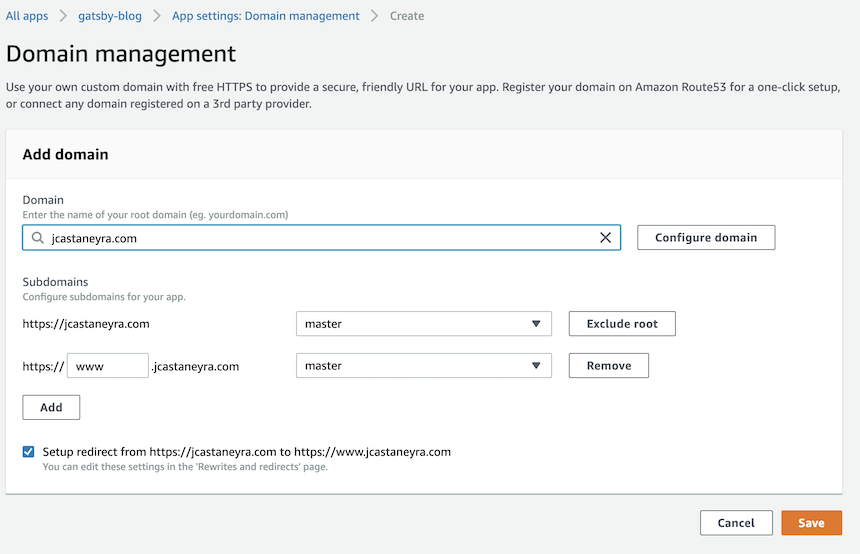 All apps > gatsby-blog > App settings: Domain management > Create
Domain management
Use your own custom domain with free HTTPS to provide a secure, friendly URL for your app. Register your domain on Amazon Route53 for a one-click setup,
or connect any domain registered on a 3rd party provider.
Add domain
Domain
Enter the name of your root domain (eg. yourdomain.com)
jcastaneyra.com Configure domain
Subdomains
Configure subdomains for your app.
https://jcastaneyra.com master Exclude root
https:// www .jcastaneyra.com master Remove
Add
Setup redirect from https://jcastaneyra.com to https://www.jcastaneyra.com
You can edit these settings in the 'Rewrites and redirects' page.
Cancel Save